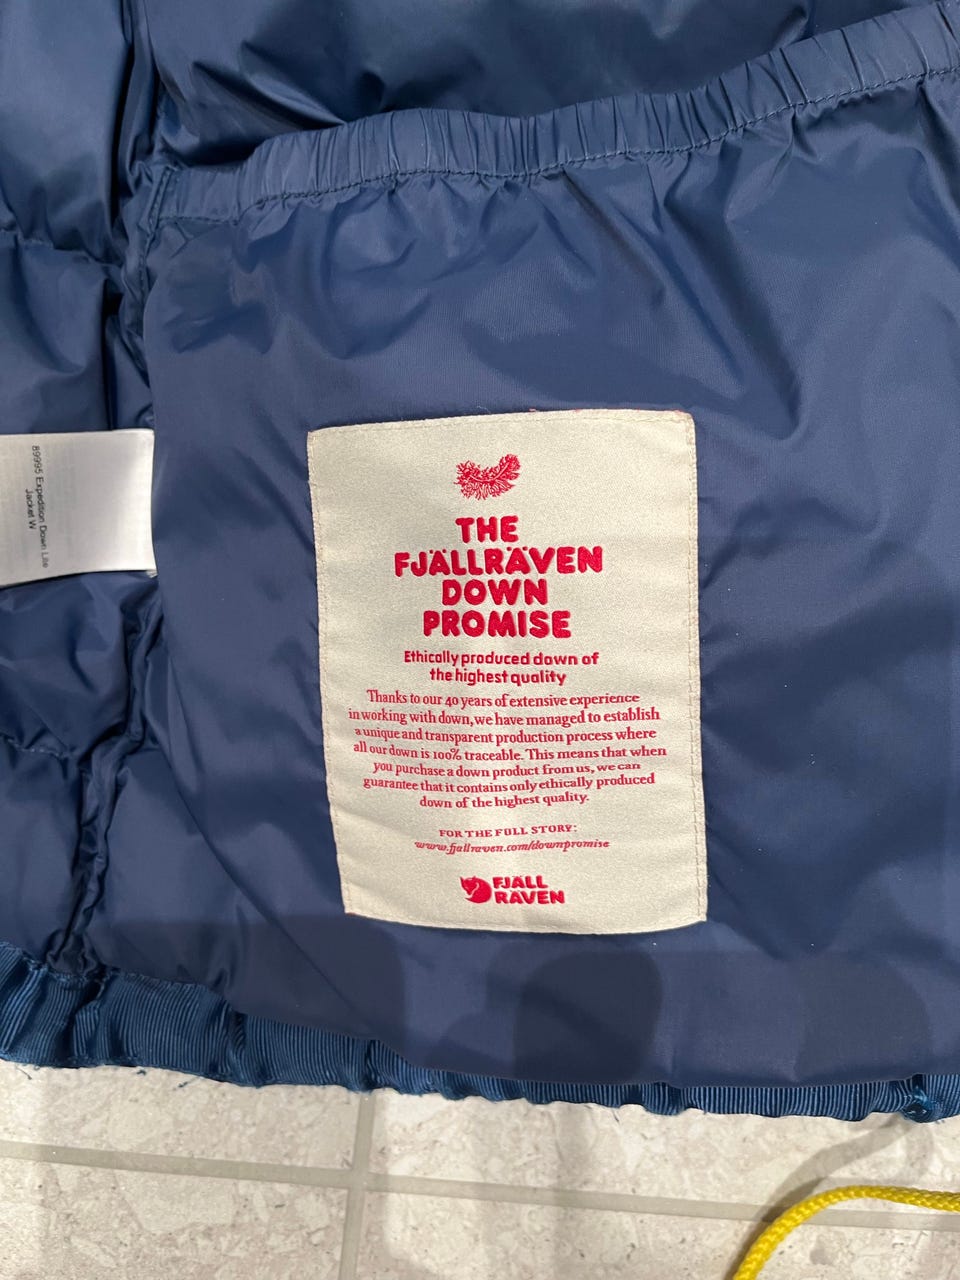 89995 Expedition Down Lite
Jacket W
THE
FJÄLLRÄVEN
DOWN
PROMISE
Ethically produced down of
the highest quality
Thanks to our 40 years of extensive experience
in working with down, we have managed to establish
a unique and transparent production process where
all our down is 100% traceable. This means that when
you purchase a down product from us, we can
guarantee that it contains only ethically produced
down of the highest quality.
FOR THE FULL STORY:
www.fjallraven.com/downpromise
FJÄLL
RÄVEN